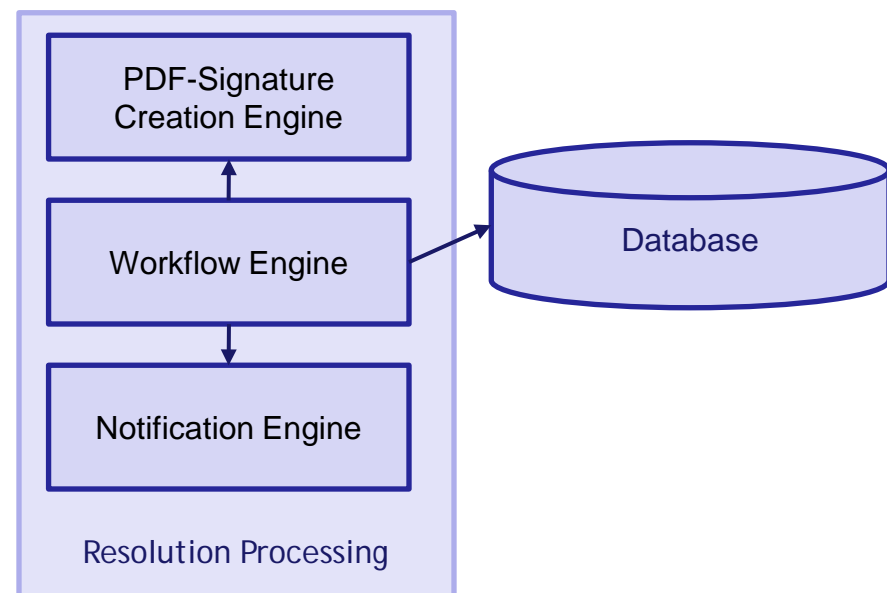 PDF-Signature
Creation Engine
Workflow Engine
Database
Notification Engine
Resolution Processing